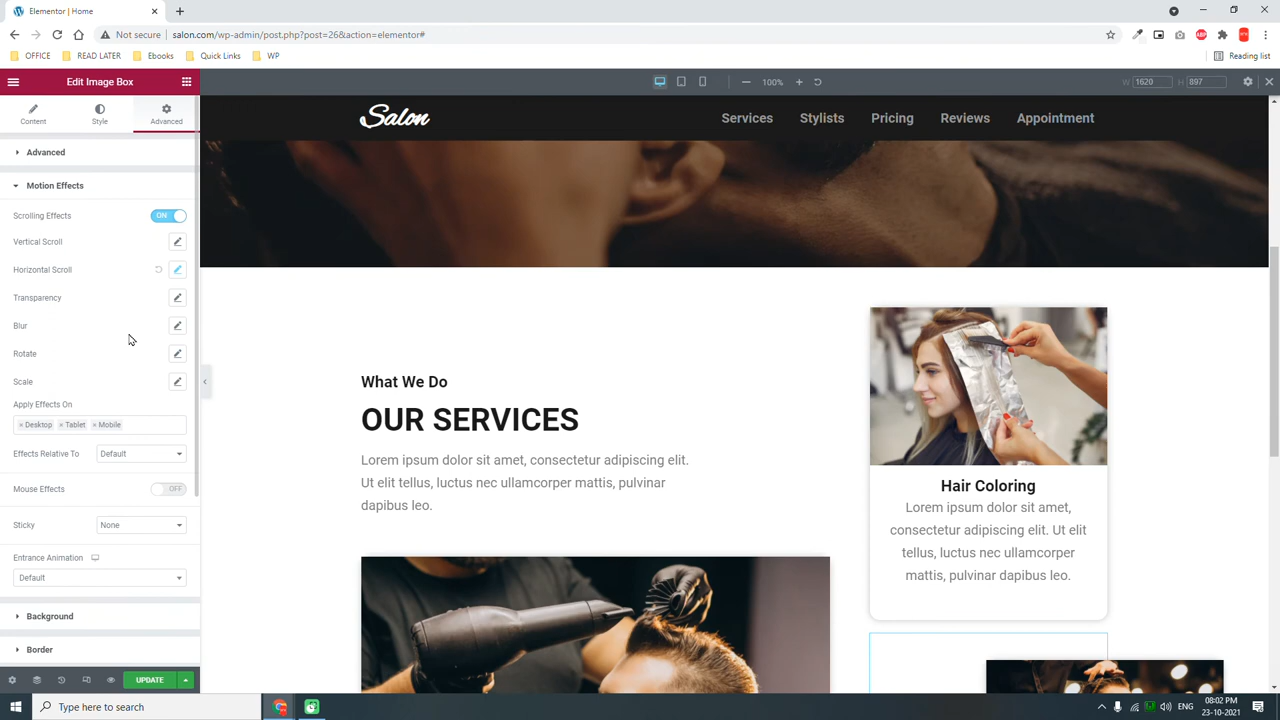 Elementor | Home
Not secure | salon.com/wp-admin/post.php?post=26&action=elementor#
OFFICE READ LATER Ebooks Quick Links WP Reading list
Edit Image Box
100%
W 1620 H 897
Content Style Advanced
Advanced
Motion Effects
Scrolling Effects ON
Vertical Scroll
Horizontal Scroll
Transparency
Blur
Rotate
Scale
Apply Effects On
× Desktop × Tablet × Mobile
Effects Relative To Default
Mouse Effects OFF
Sticky None
Entrance Animation
Default
Background
Border
UPDATE
Salon
Services Stylists Pricing Reviews Appointment
What We Do
OUR SERVICES
Lorem ipsum dolor sit amet, consectetur adipiscing elit.
Ut elit tellus, luctus nec ullamcorper mattis, pulvinar
dapibus leo.
Hair Coloring
Lorem ipsum dolor sit amet,
consectetur adipiscing elit. Ut elit
tellus, luctus nec ullamcorper
mattis, pulvinar dapibus leo.
Type here to search
ENG
08:02 PM
23-10-2021